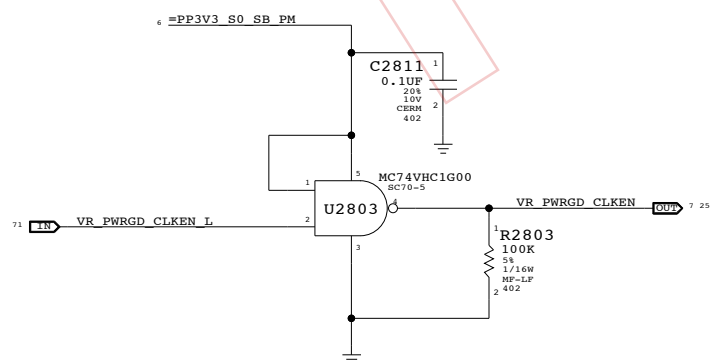 6 =PP3V3_S0_SB_PM
C2811 1
0.1UF
20%
10V 2
CERM
402
5
MC74VHC1G00
SC70-5
1
U2803 4
2
3
71 IN VR_PWRGD_CLKEN_L
VR_PWRGD_CLKEN OUT 7 25
1 R2803
100K
5%
1/16W
MF-LF
2 402